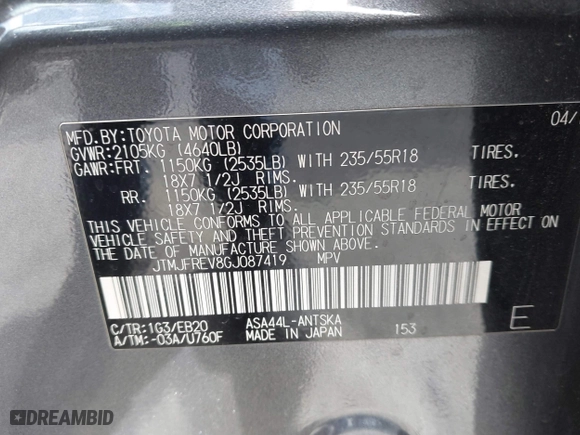 MFD.BY:TOYOTA MOTOR CORPORATION 04/
GVWR:2105KG (4640LB)
GAWR:FRT. 1150KG (2535LB) WITH 235/55R18 TIRES.
18X7 1/2J RIMS.
RR. 1150KG (2535LB) WITH 235/55R18 TIRES.
18X7 1/2J RIMS.
THIS VEHICLE CONFORMS TO ALL APPLICABLE FEDERAL MOTOR
VEHICLE SAFETY AND THEFT PREVENTION STANDARDS IN EFFECT ON
THE DATE OF MANUFACTURE SHOWN ABOVE.
JTMJFREV8GJ087419 MPV
C/TR:1G3/EB20 ASA44L-ANTSKA E
A/TM:-03A/U760F MADE IN JAPAN 153
DREAMBID